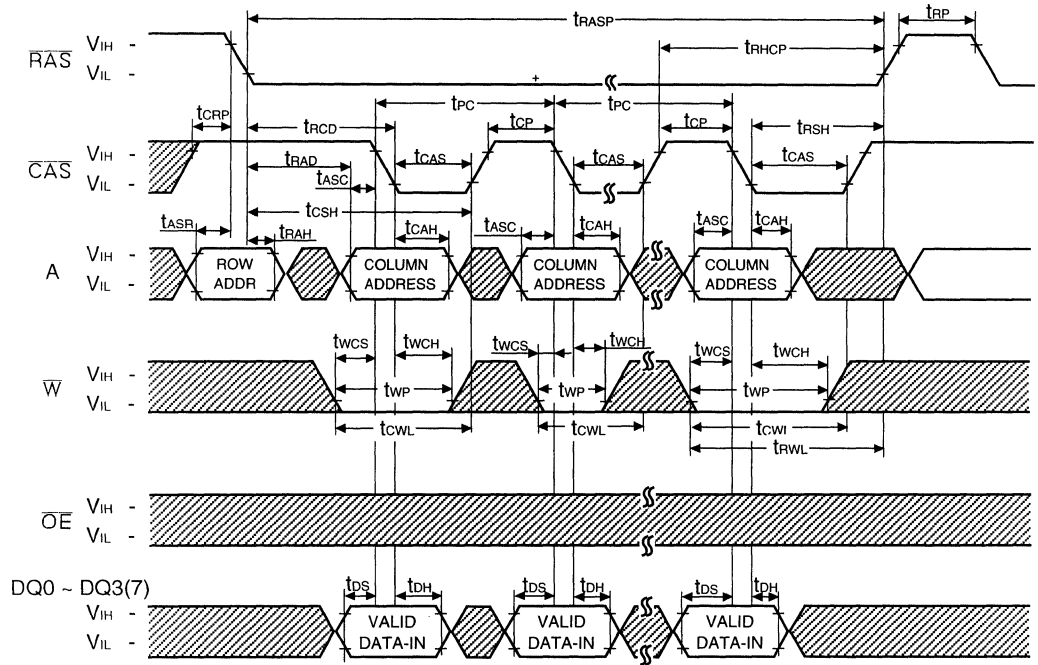 tRASP
tRP
RAS
VIH -
VIL -
tRHCP
tCRP
tRCD
tPC
tPC
tCP
tCP
tRSH
CAS
VIH -
VIL -
tRAD
tCAS
tCAS
tCAS
tASC
tCSH
tASR
tRAH
tCAH
tASC
tCAH
tASC
tCAH
A
VIH -
VIL -
ROW
ADDR
COLUMN
ADDRESS
COLUMN
ADDRESS
COLUMN
ADDRESS
tWCS
tWCH
tWCS
tWCH
tWCS
tWCH
W
VIH -
VIL -
tWP
tWP
tWP
tCWL
tCWL
tCWI
tRWL
OE
VIH -
VIL -
DQ0 ~ DQ3(7)
VIH -
VIL -
tDS
tDH
tDS
tDH
tDS
tDH
VALID
DATA-IN
VALID
DATA-IN
VALID
DATA-IN